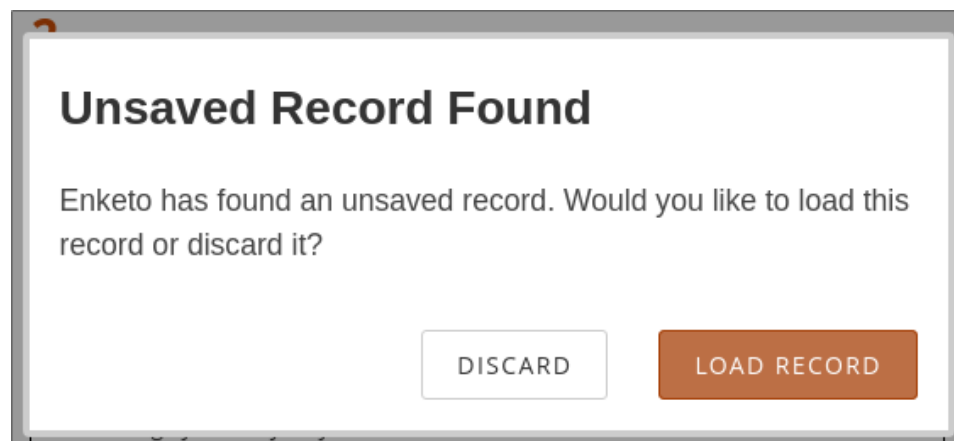 Unsaved Record Found
Enketo has found an unsaved record. Would you like to load this
record or discard it?
DISCARD
LOAD RECORD